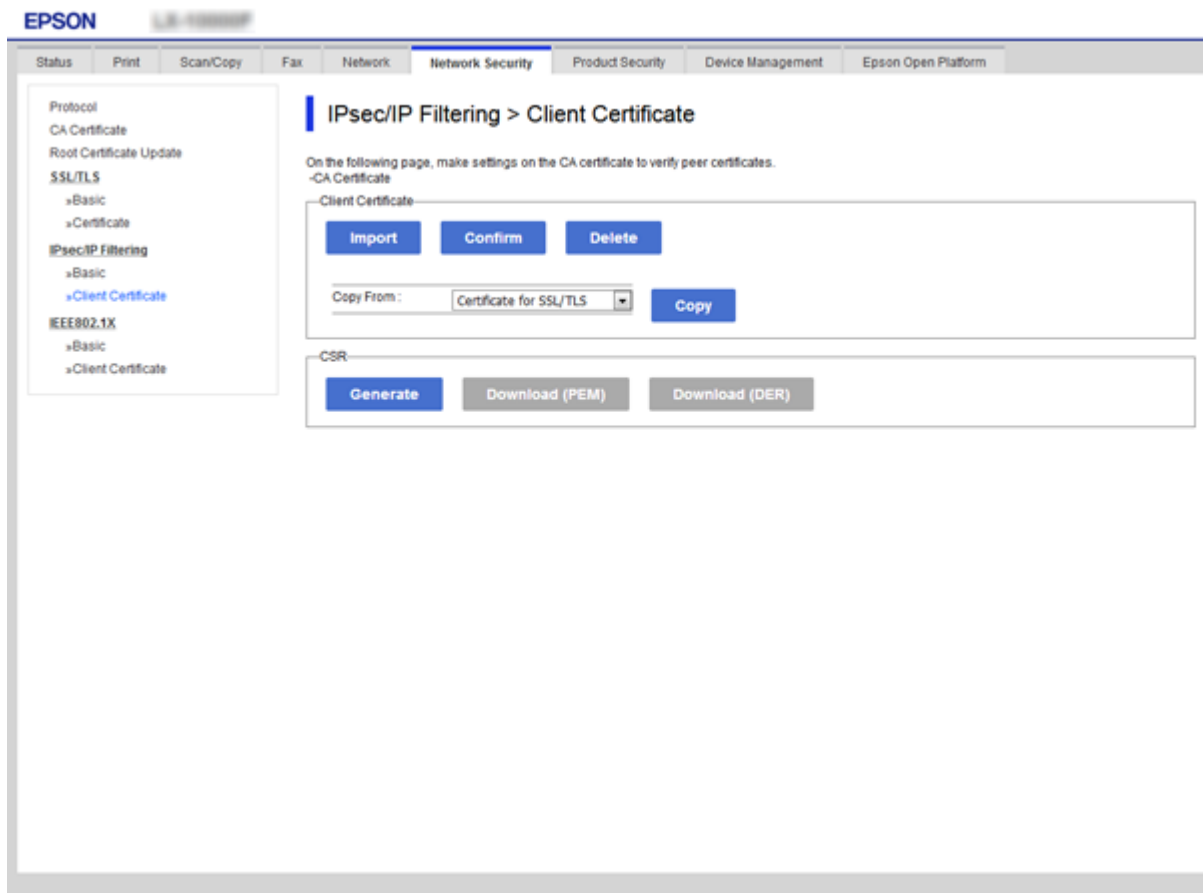 EPSON
Status Print Scan/Copy Fax Network Network Security Product Security Device Management Epson Open Platform
Protocol
CA Certificate
Root Certificate Update
SSL/TLS
»Basic
»Certificate
IPsec/IP Filtering
»Basic
»Client Certificate
IEEE802.1X
»Basic
»Client Certificate
IPsec/IP Filtering > Client Certificate
On the following page, make settings on the CA certificate to verify peer certificates.
-CA Certificate
Client Certificate
Import Confirm Delete
Copy From : Certificate for SSL/TLS Copy
CSR
Generate Download (PEM) Download (DER)